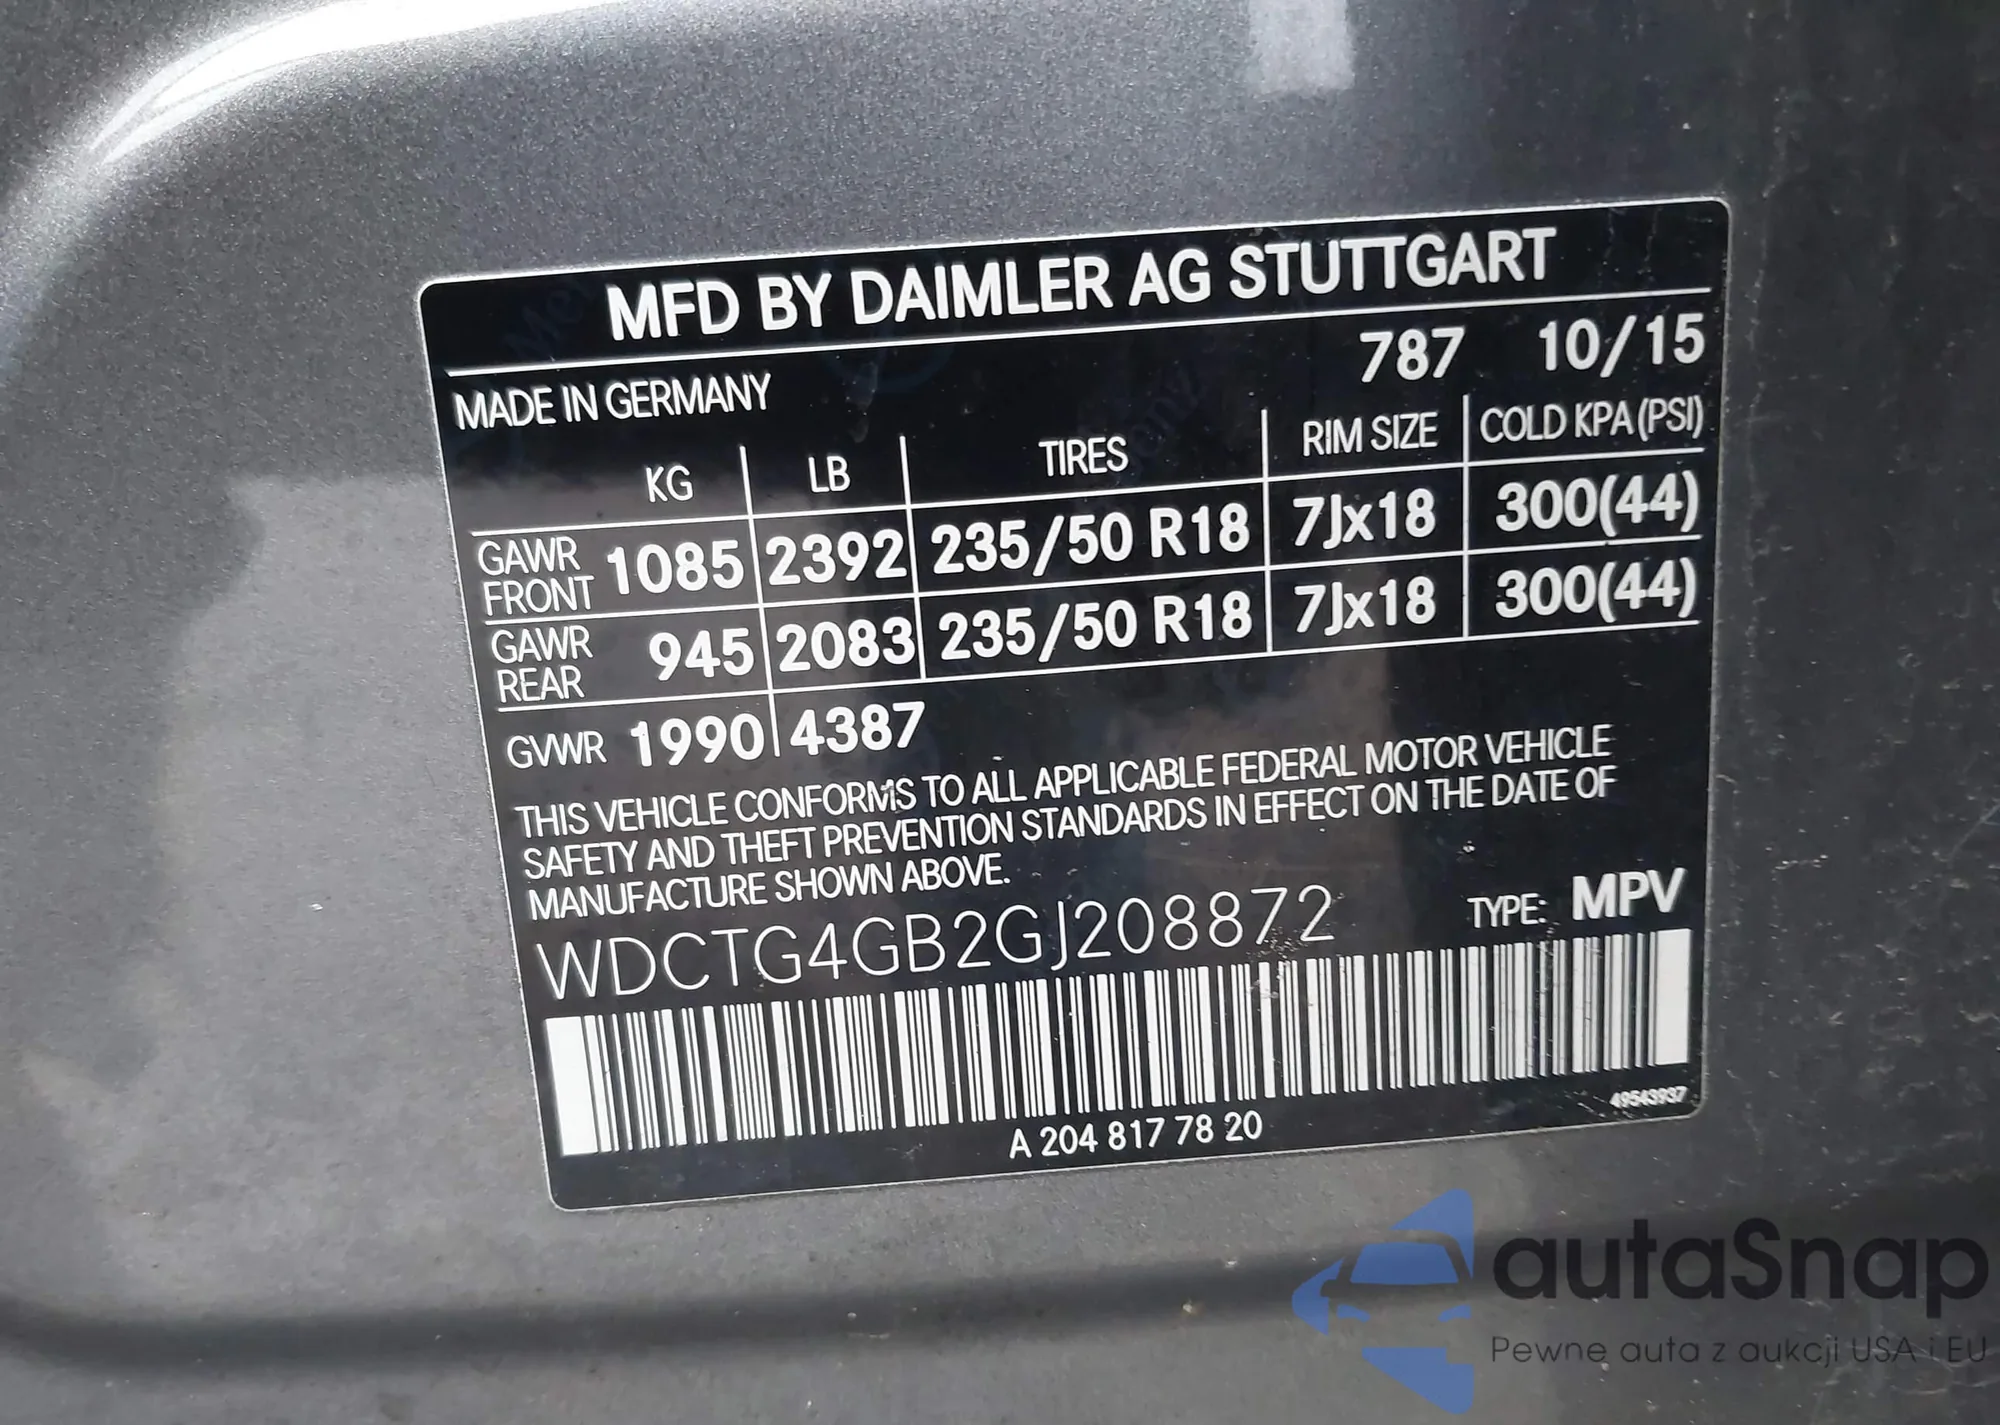 MFD BY DAIMLER AG STUTTGART
MADE IN GERMANY 787 10/15
KG LB TIRES RIM SIZE COLD KPA (PSI)
GAWR FRONT 1085 2392 235/50 R18 7Jx18 300(44)
GAWR REAR 945 2083 235/50 R18 7Jx18 300(44)
GVWR 1990 4387
THIS VEHICLE CONFORMS TO ALL APPLICABLE FEDERAL MOTOR VEHICLE
SAFETY AND THEFT PREVENTION STANDARDS IN EFFECT ON THE DATE OF
MANUFACTURE SHOWN ABOVE.
WDCTG4GB2GJ208872 TYPE: MPV
49543937
A 204 817 78 20
autaSnap
Pewne auta z aukcji USA i EU